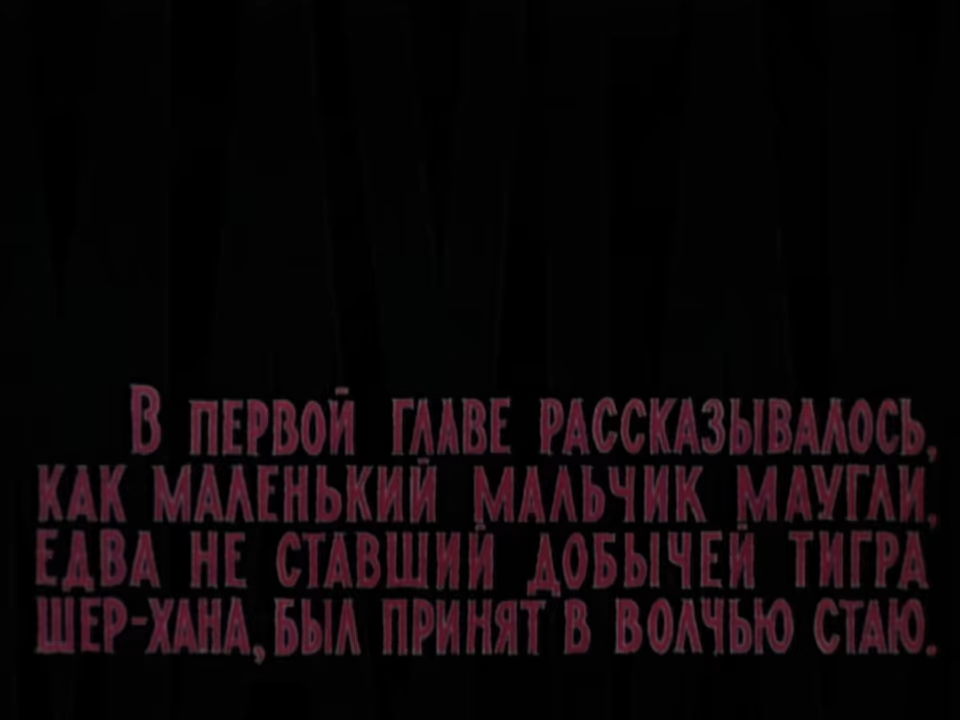 В ПЕРВОЙ ГЛАВЕ РАССКАЗЫВАЛОСЬ,
КАК МАЛЕНЬКИЙ МАЛЬЧИК МАУГЛИ,
ЕДВА НЕ СТАВШИЙ ДОБЫЧЕЙ ТИГРА
ШЕР-ХАНА, БЫЛ ПРИНЯТ В ВОЛЧЬЮ СТАЮ.